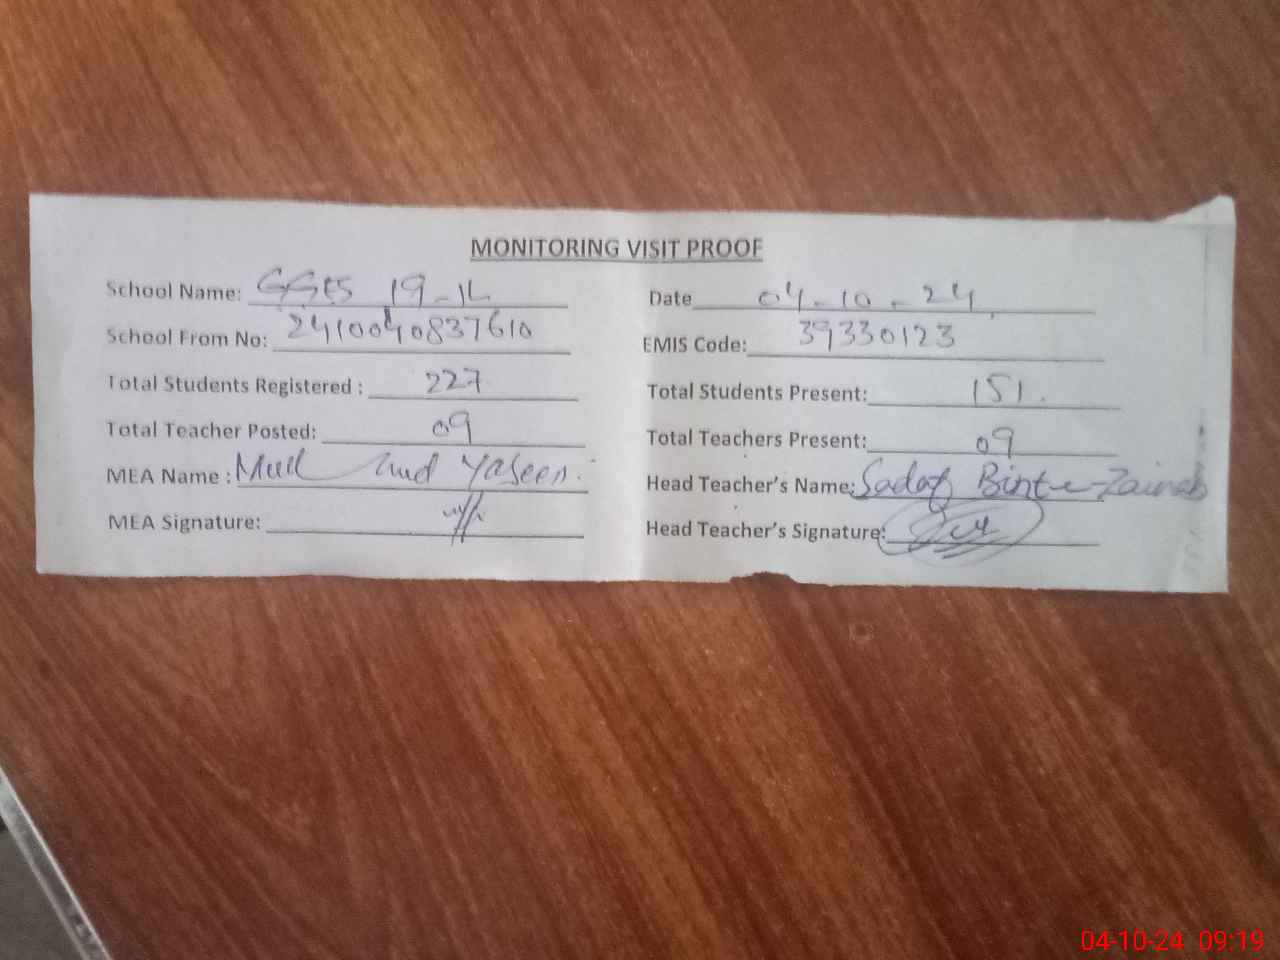 MONITORING VISIT PROOF
School Name: GGES 19-1L Date 04-10-24
School From No: 2410040837610 EMIS Code: 39330123
Total Students Registered : 227 Total Students Present: 151.
Total Teacher Posted: 09 Total Teachers Present: 09
MEA Name : Yaseen. Head Teacher's Name: Sadaf Bint-e-Zainab
MEA Signature: Head Teacher's Signature:
04-10-24 09:19